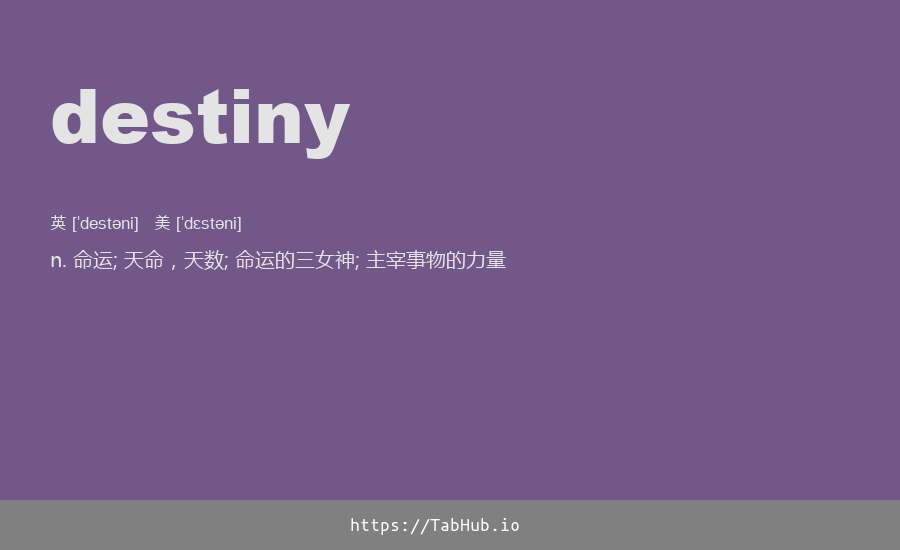 destiny
英 ['destəni] 美 ['dɛstəni]
n. 命运; 天命，天数; 命运的三女神; 主宰事物的力量
https://TabHub.io